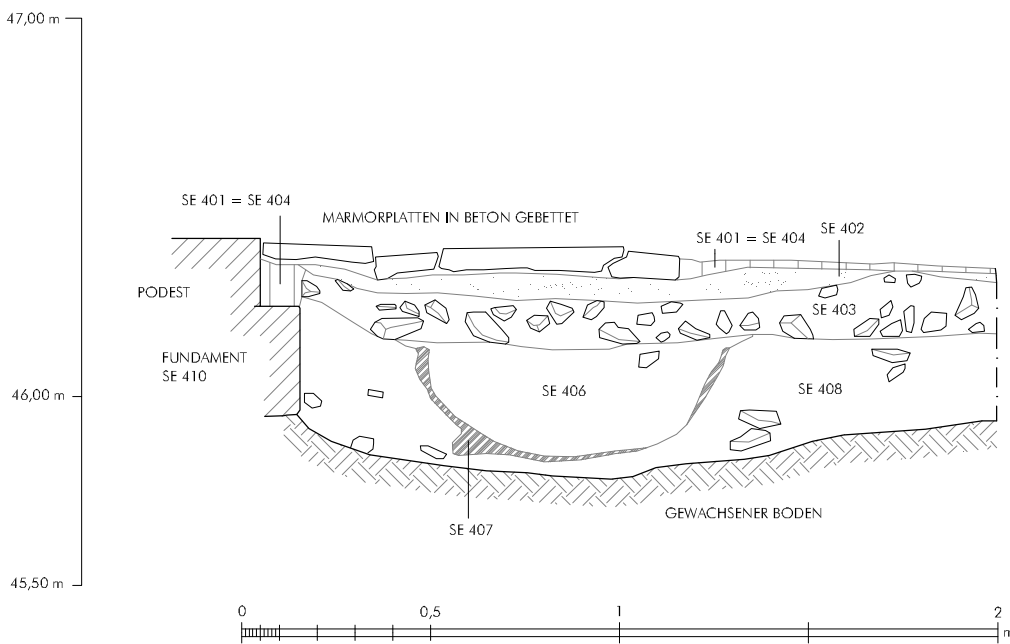 47,00 m
SE 401 = SE 404
MARMORPLATTEN IN BETON GEBETTET
SE 401 = SE 404
SE 402
PODEST
SE 403
FUNDAMENT
SE 410
46,00 m
SE 406
SE 408
GEWACHSENER BODEN
SE 407
45,50 m
0
0,5
1
2
m